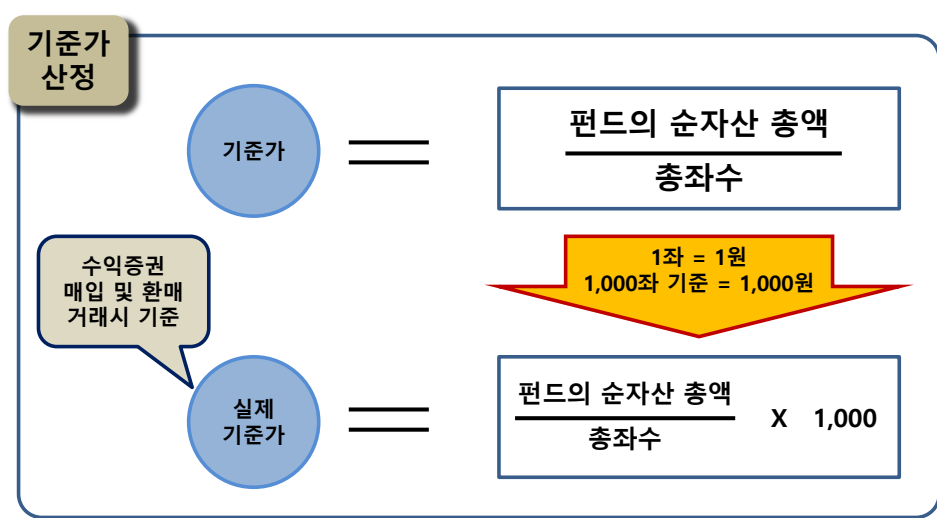 기준가
산정
기준가
펀드의 순자산 총액
총좌수
1좌 = 1원
1,000좌 기준 = 1,000원
수익증권
매입 및 환매
거래시 기준
실제
기준가
펀드의 순자산 총액
총좌수
X 1,000